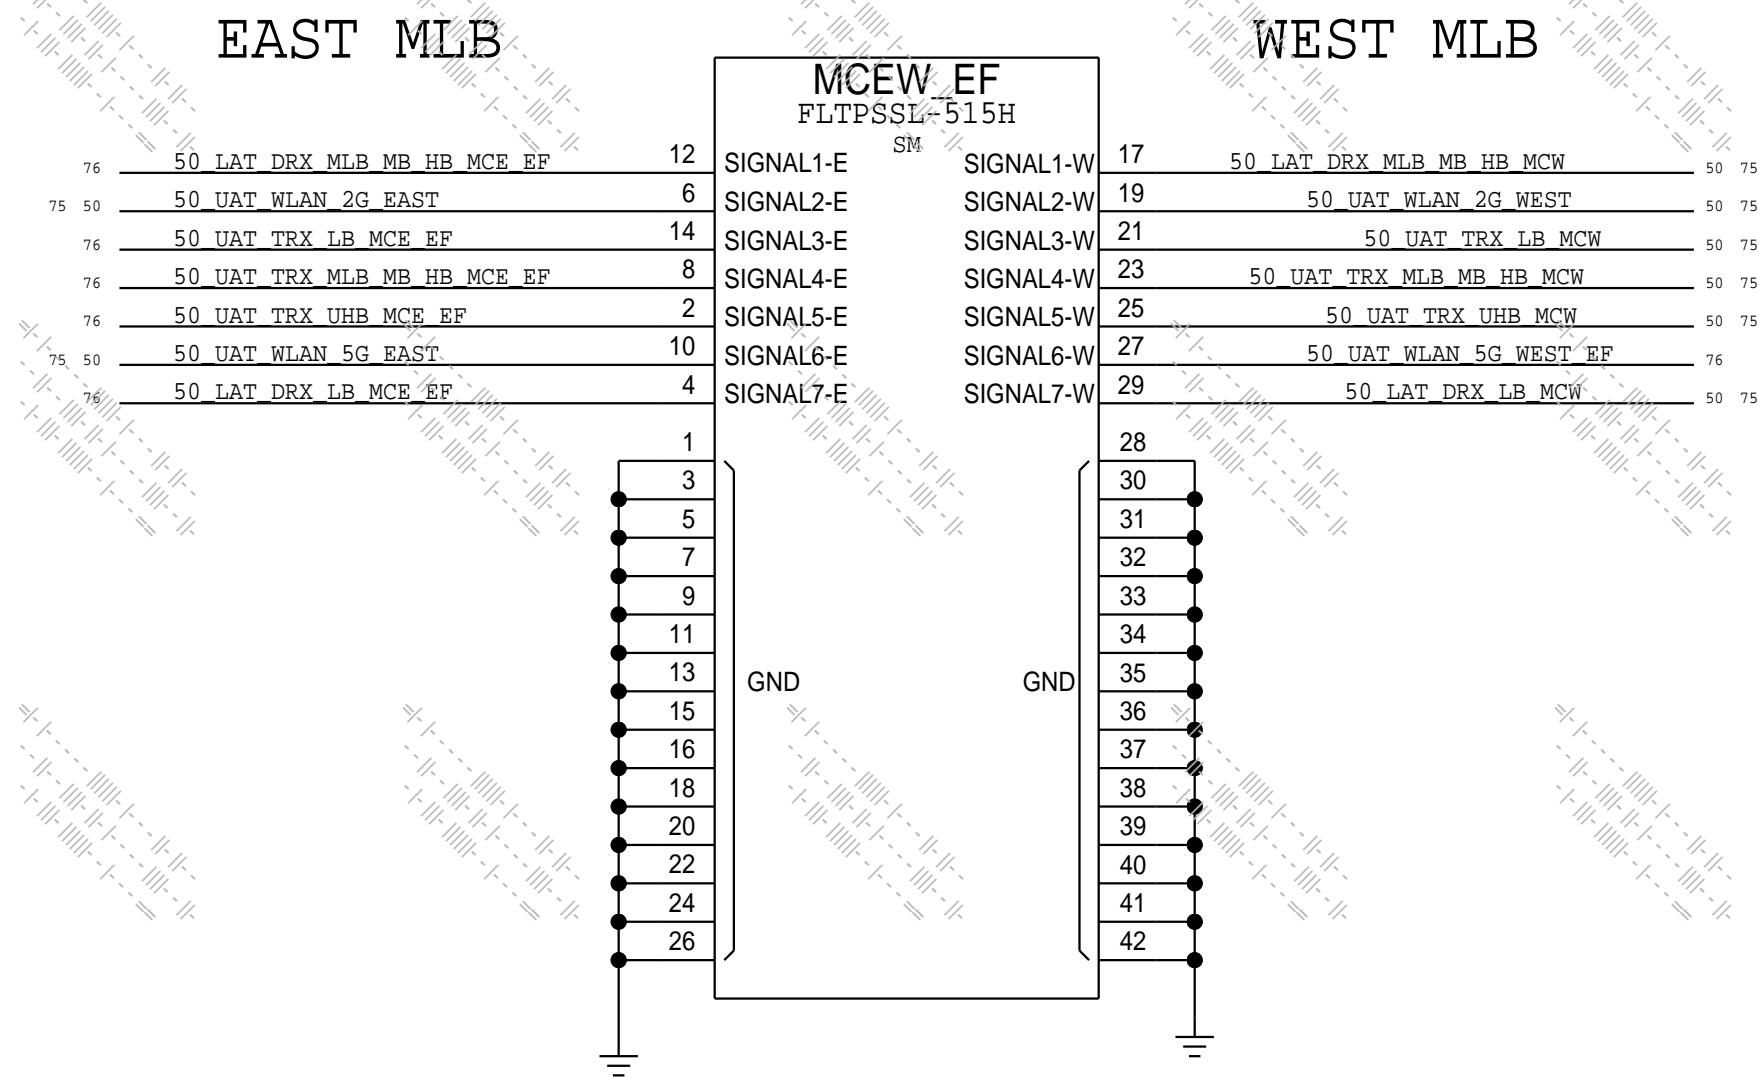 EAST MLB
WEST MLB
MCEW_EF
FLTPSSL-515H
SM
76 50_LAT_DRX_MLB_MB_HB_MCE_EF 12 SIGNAL1-E SIGNAL1-W 17 50_LAT_DRX_MLB_MB_HB_MCW 50 75
75 50 50_UAT_WLAN_2G_EAST 6 SIGNAL2-E SIGNAL2-W 19 50_UAT_WLAN_2G_WEST 50 75
76 50_UAT_TRX_LB_MCE_EF 14 SIGNAL3-E SIGNAL3-W 21 50_UAT_TRX_LB_MCW 50 75
76 50_UAT_TRX_MLB_MB_HB_MCE_EF 8 SIGNAL4-E SIGNAL4-W 23 50_UAT_TRX_MLB_MB_HB_MCW 50 75
76 50_UAT_TRX_UHB_MCE_EF 2 SIGNAL5-E SIGNAL5-W 25 50_UAT_TRX_UHB_MCW 50 75
75 50 50_UAT_WLAN_5G_EAST 10 SIGNAL6-E SIGNAL6-W 27 50_UAT_WLAN_5G_WEST_EF 76
76 50_LAT_DRX_LB_MCE_EF 4 SIGNAL7-E SIGNAL7-W 29 50_LAT_DRX_LB_MCW 50 75
1 28
3 30
5 31
7 32
9 33
11 34
13 GND GND 35
15 36
16 37
18 38
20 39
22 40
24 41
26 42